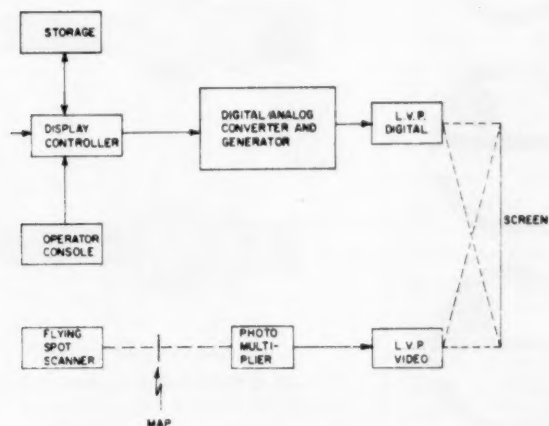 STORAGE
DISPLAY
CONTROLLER
DIGITAL/ANALOG
CONVERTER AND
GENERATOR
L.V.P.
DIGITAL
SCREEN
OPERATOR
CONSOLE
FLYING
SPOT
SCANNER
PHOTO
MULTI-
PLIER
L.V.P.
VIDEO
MAP